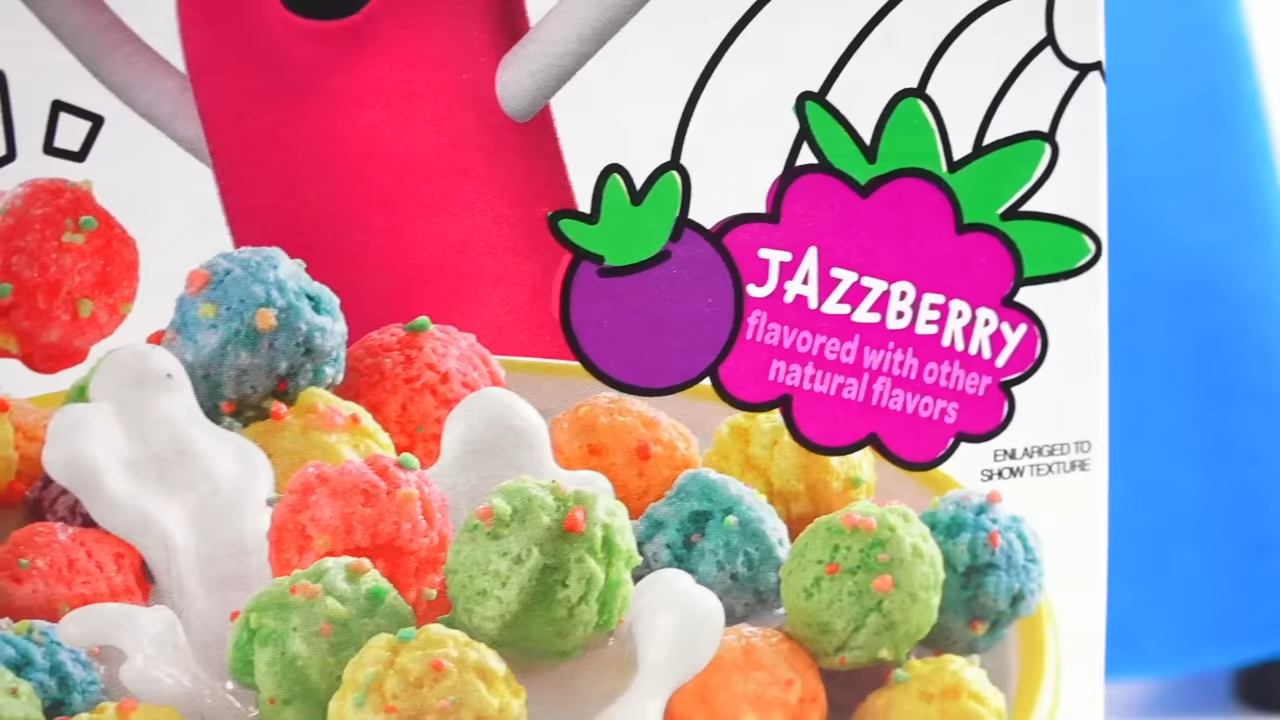 JAZZBERRY
flavored with other
natural flavors
ENLARGED TO
SHOW TEXTURE